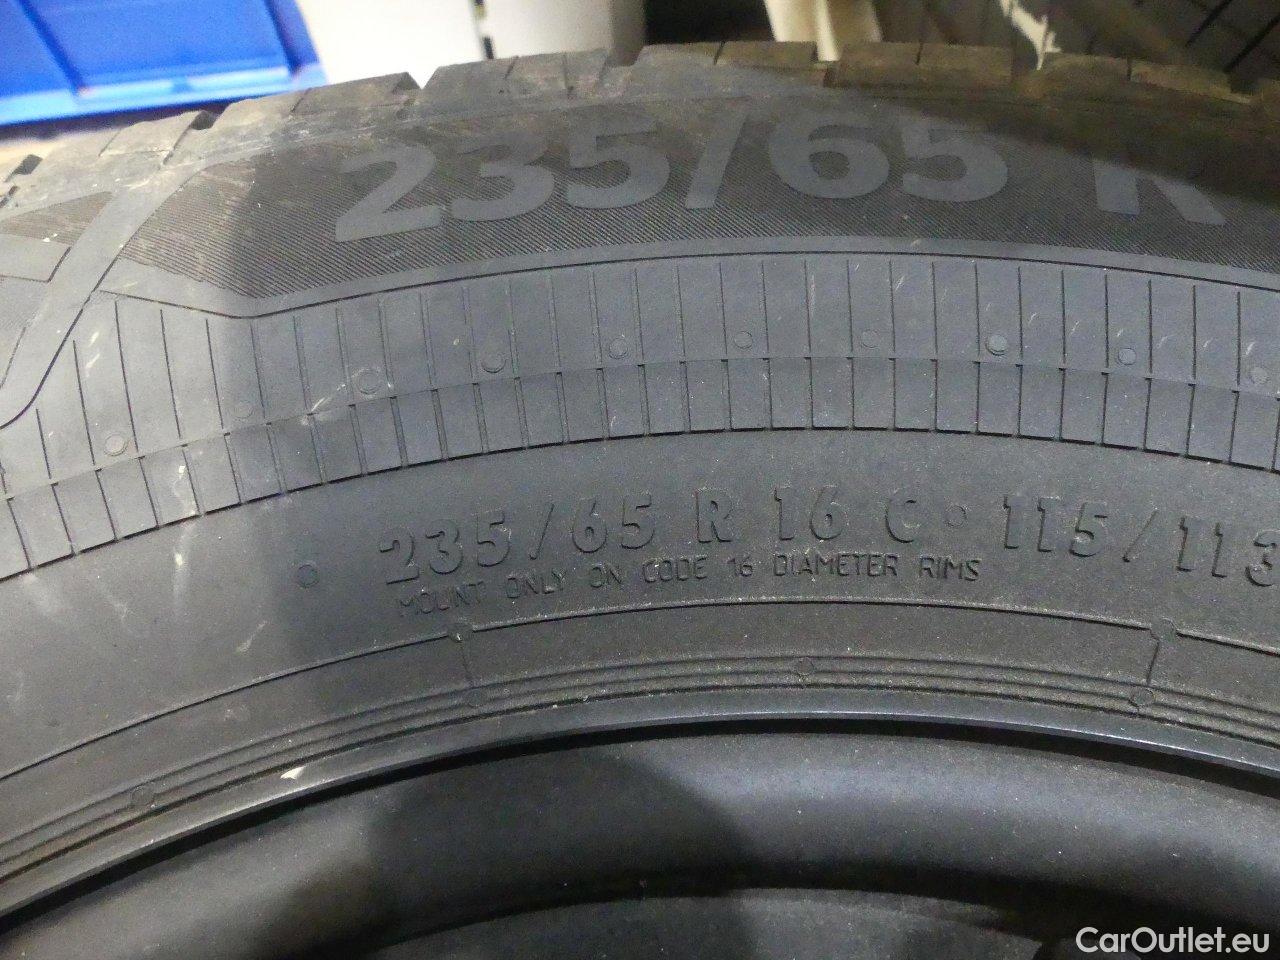 235/65 R
235/65 R 16 C 115/113
MOUNT ONLY ON CODE 16 DIAMETER RIMS
CarOutlet.eu